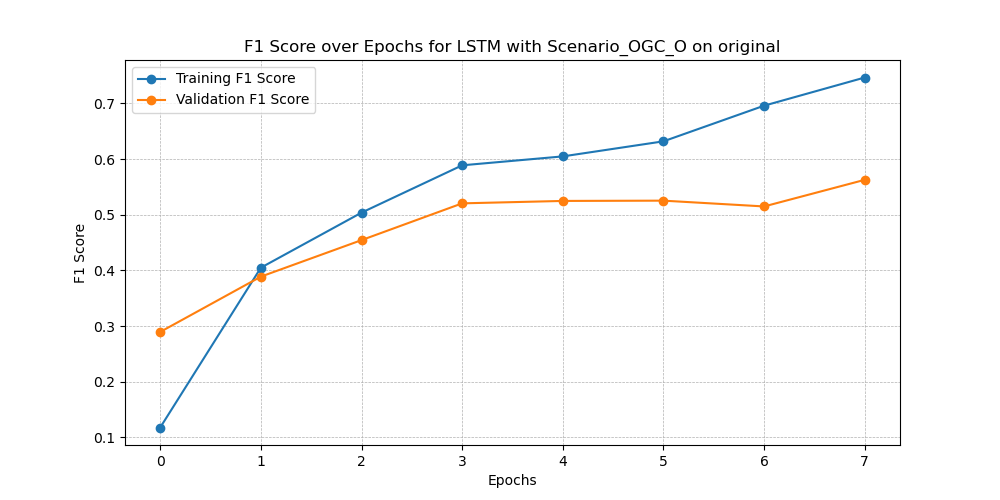 F1 Score over Epochs for LSTM with Scenario_OGC_O on original
Training F1 Score
Validation F1 Score
F1 Score
0.7
0.6
0.5
0.4
0.3
0.2
0.1
0 1 2 3 4 5 6 7
Epochs